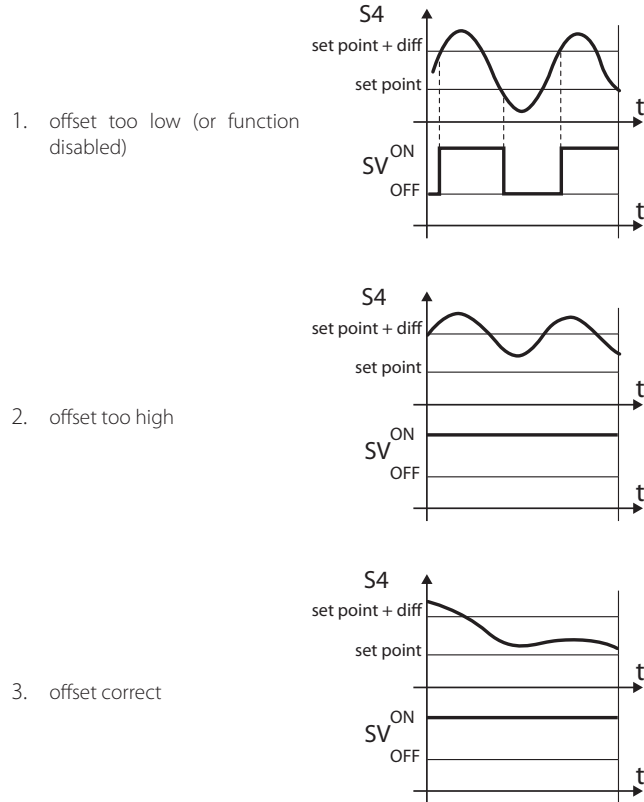 S4
set point + diff
set point
t
1. offset too low (or function
disabled)
SV
ON
OFF
t
S4
set point + diff
set point
t
2. offset too high
SV
ON
OFF
t
S4
set point + diff
set point
t
3. offset correct
SV
ON
OFF
t